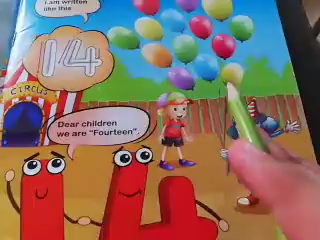 I am written
like this
14
CIRCUS
Dear children
we are "Fourteen".